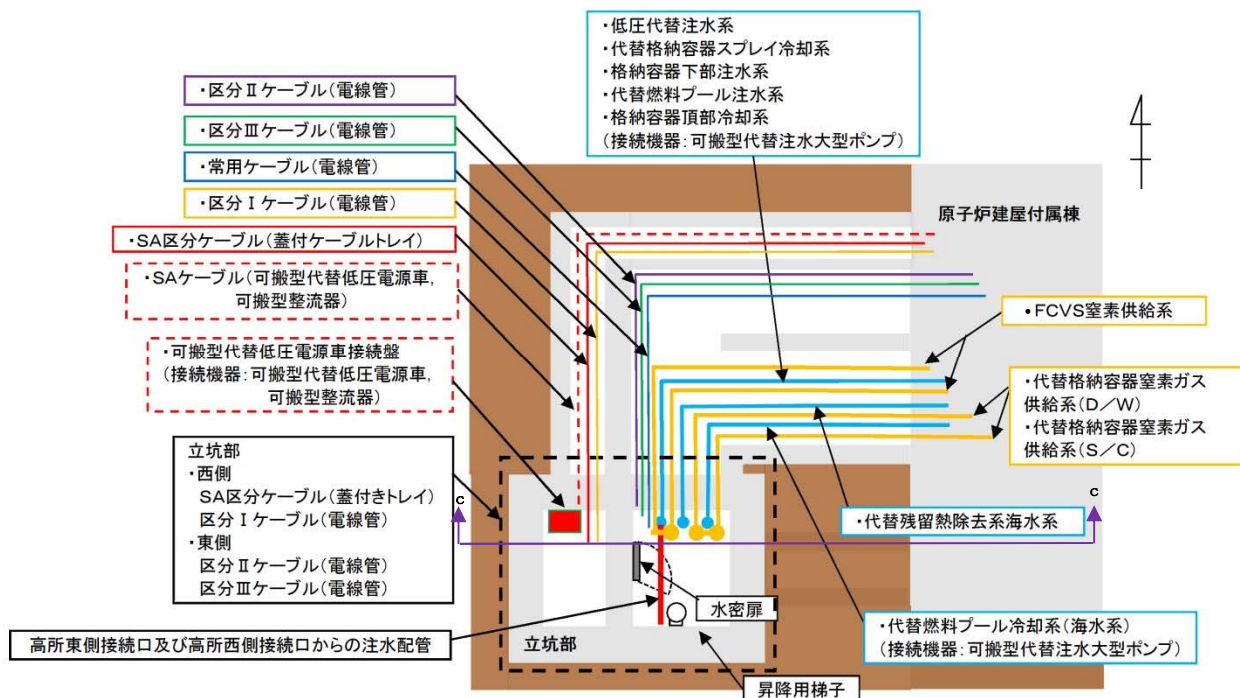 ・低圧代替注水系
・代替格納容器スプレイ冷却系
・格納容器下部注水系
・代替燃料プール注水系
・格納容器頂部冷却系
(接続機器:可搬型代替注水大型ポンプ)
・区分Ⅱケーブル(電線管)
・区分Ⅲケーブル(電線管)
・常用ケーブル(電線管)
・区分Ⅰケーブル(電線管)
・SA区分ケーブル(蓋付ケーブルトレイ)
・SAケーブル(可搬型代替低圧電源車,
可搬型整流器)
・可搬型代替低圧電源車接続盤
(接続機器:可搬型代替低圧電源車,
可搬型整流器)
原子炉建屋付属棟
・FCVS窒素供給系
・代替格納容器窒素ガス
供給系(D/W)
・代替格納容器窒素ガス
供給系(S/C)
立坑部
・西側
SA区分ケーブル(蓋付きトレイ)
区分Ⅰケーブル(電線管)
・東側
区分Ⅱケーブル(電線管)
区分Ⅲケーブル(電線管)
C
C
・代替残留熱除去系海水系
水密扉
高所東側接続口及び高所西側接続口からの注水配管
立坑部
・代替燃料プール冷却系(海水系)
(接続機器:可搬型代替注水大型ポンプ)
昇降用梯子